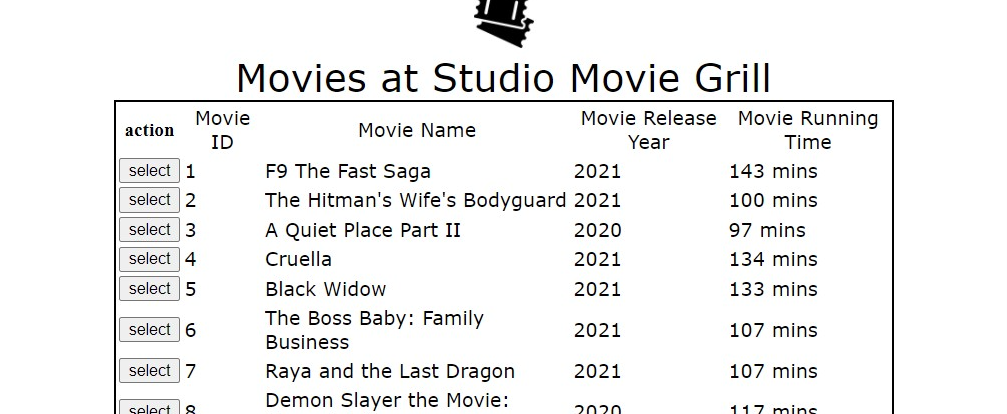 Movies at Studio Movie Grill
action Movie ID Movie Name Movie Release Year Movie Running Time
select 1 F9 The Fast Saga 2021 143 mins
select 2 The Hitman's Wife's Bodyguard 2021 100 mins
select 3 A Quiet Place Part II 2020 97 mins
select 4 Cruella 2021 134 mins
select 5 Black Widow 2021 133 mins
select 6 The Boss Baby: Family Business 2021 107 mins
select 7 Raya and the Last Dragon 2021 107 mins
select 8 Demon Slayer the Movie: 2020 117 mins